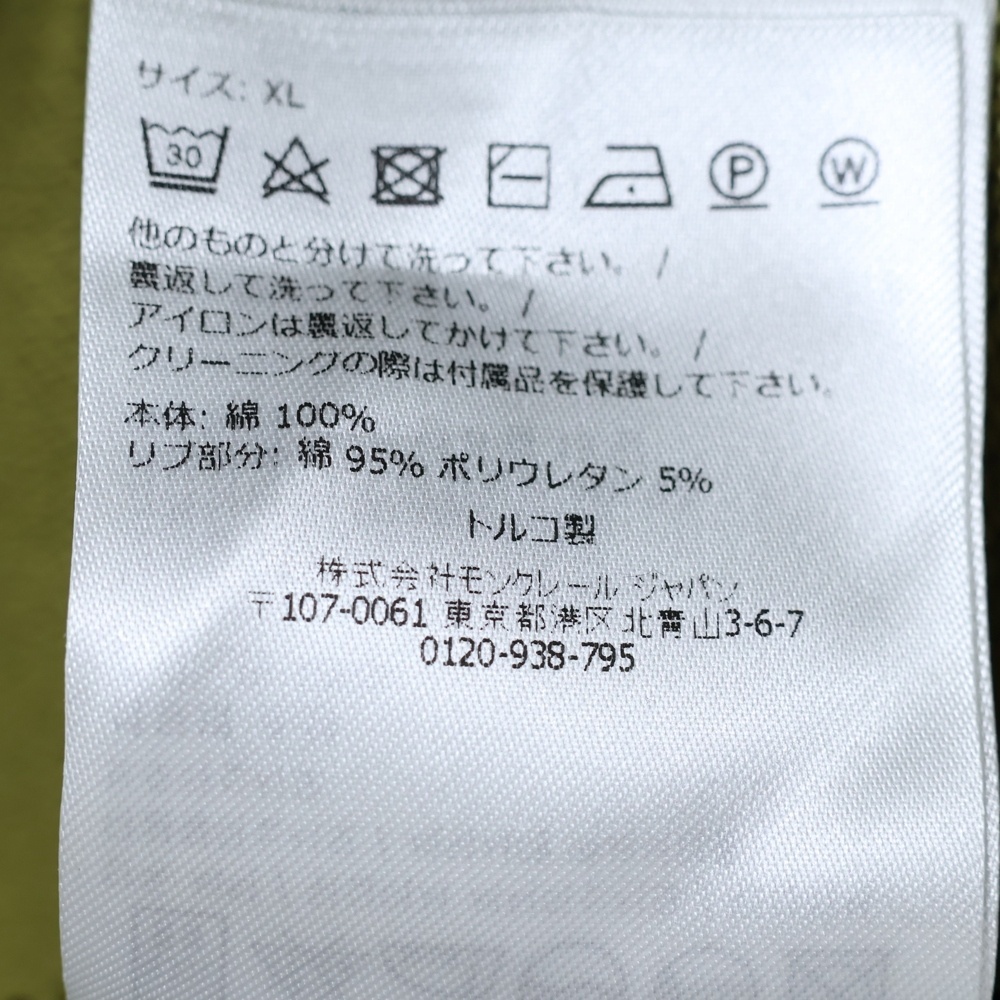 サイズ: XL
30
P W
他のものと分けて洗って下さい。 /
裏返して洗って下さい。 /
アイロンは裏返してかけて下さい。 /
クリーニングの際は付属品を保護して下さい。
本体: 綿 100%
リブ部分: 綿 95% ポリウレタン 5%
トルコ製
株式会社モンクレール ジャパン
〒107-0061 東京都港区北青山3-6-7
0120-938-795